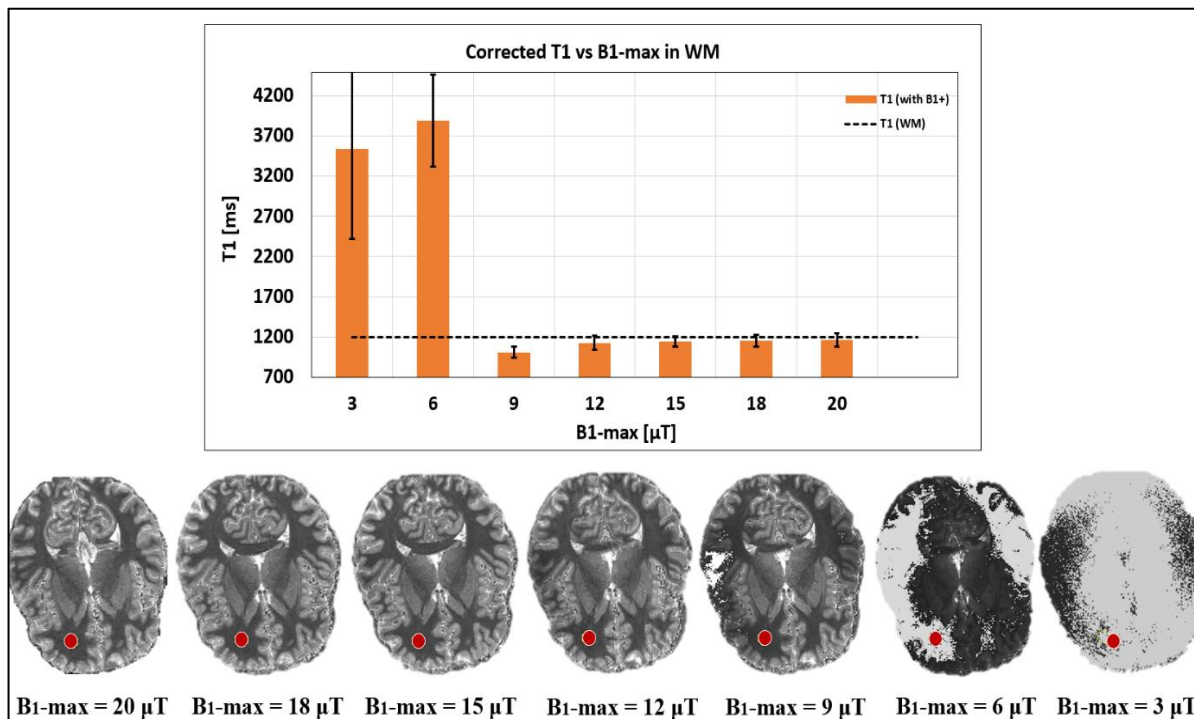 Corrected T1 vs B1-max in WM
T1 (with B1+)
T1 (WM)
T1 [ms]
4200
3700
3200
2700
2200
1700
1200
700
3 6 9 12 15 18 20
B1-max [µT]
B1-max = 20 µT B1-max = 18 µT B1-max = 15 µT B1-max = 12 µT B1-max = 9 µT B1-max = 6 µT B1-max = 3 µT